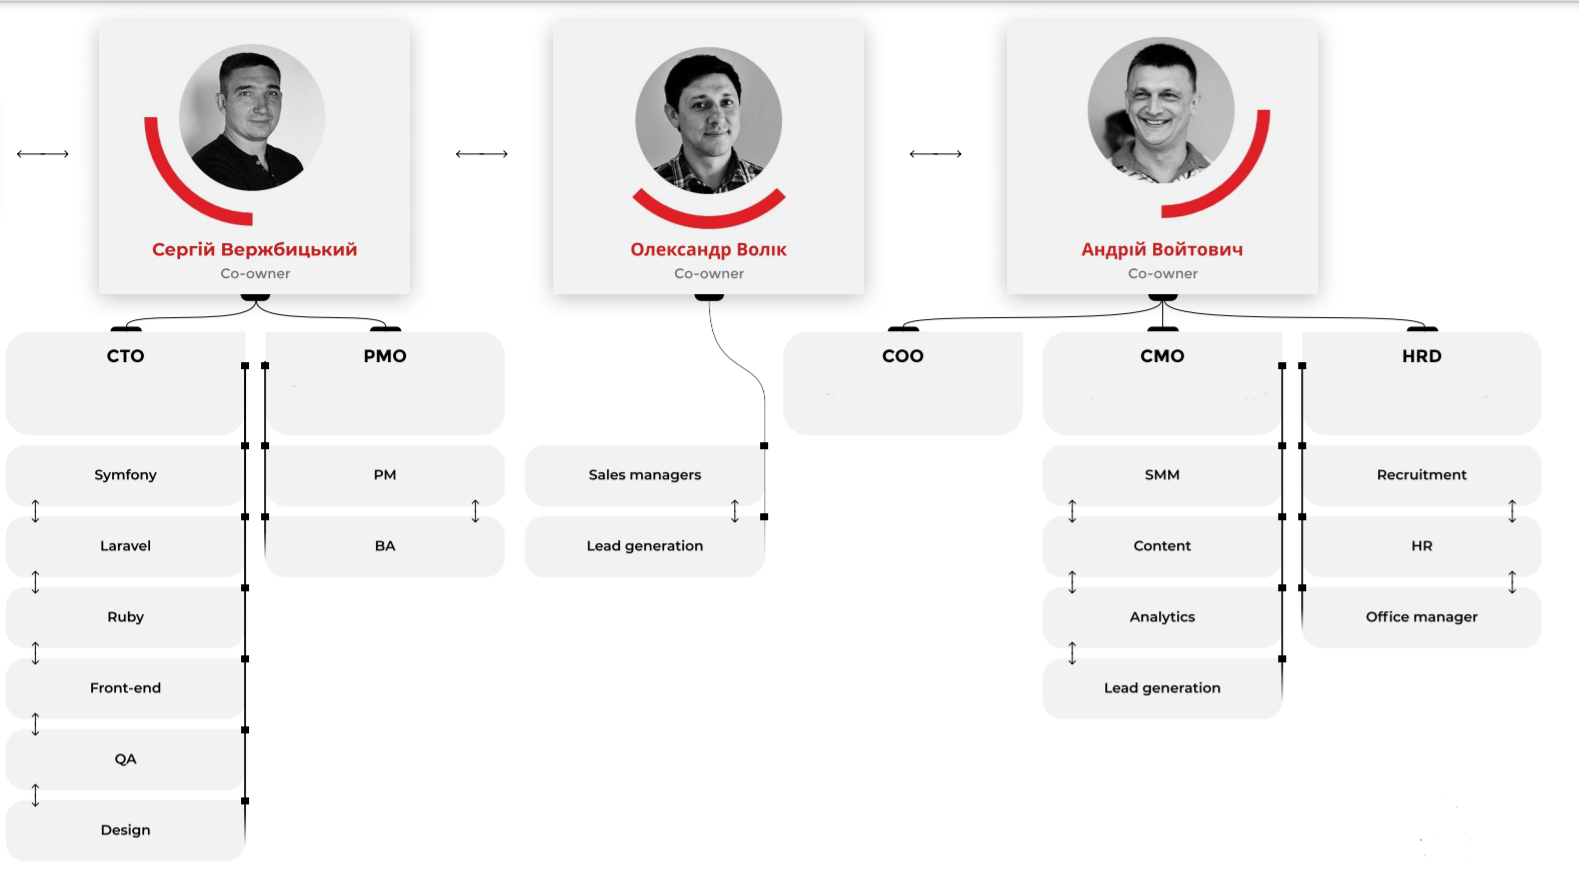 Сергій Вержбицький
Co-owner
Олександр Волік
Co-owner
Андрій Войтович
Co-owner
CTO
PMO
COO
CMO
HRD
Symfony
PM
Sales managers
SMM
Recruitment
Laravel
BA
Lead generation
Content
HR
Ruby
Analytics
Office manager
Front-end
Lead generation
QA
Design